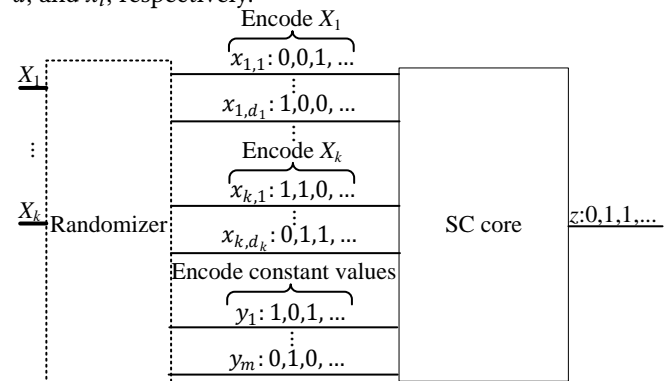 respectively.
Encode X₁
X₁
x₁,₁: 0,0,1, ...
⋮
x₁,d₁: 1,0,0, ...
⋮
⋮
Encode Xₖ
xₖ,₁: 1,1,0, ...
Xₖ
Randomizer
⋮
SC core
z:0,1,1,...
xₖ,dₖ: 0,1,1, ...
Encode constant values
y₁: 1,0,1, ...
⋮
yₘ: 0,1,0, ...